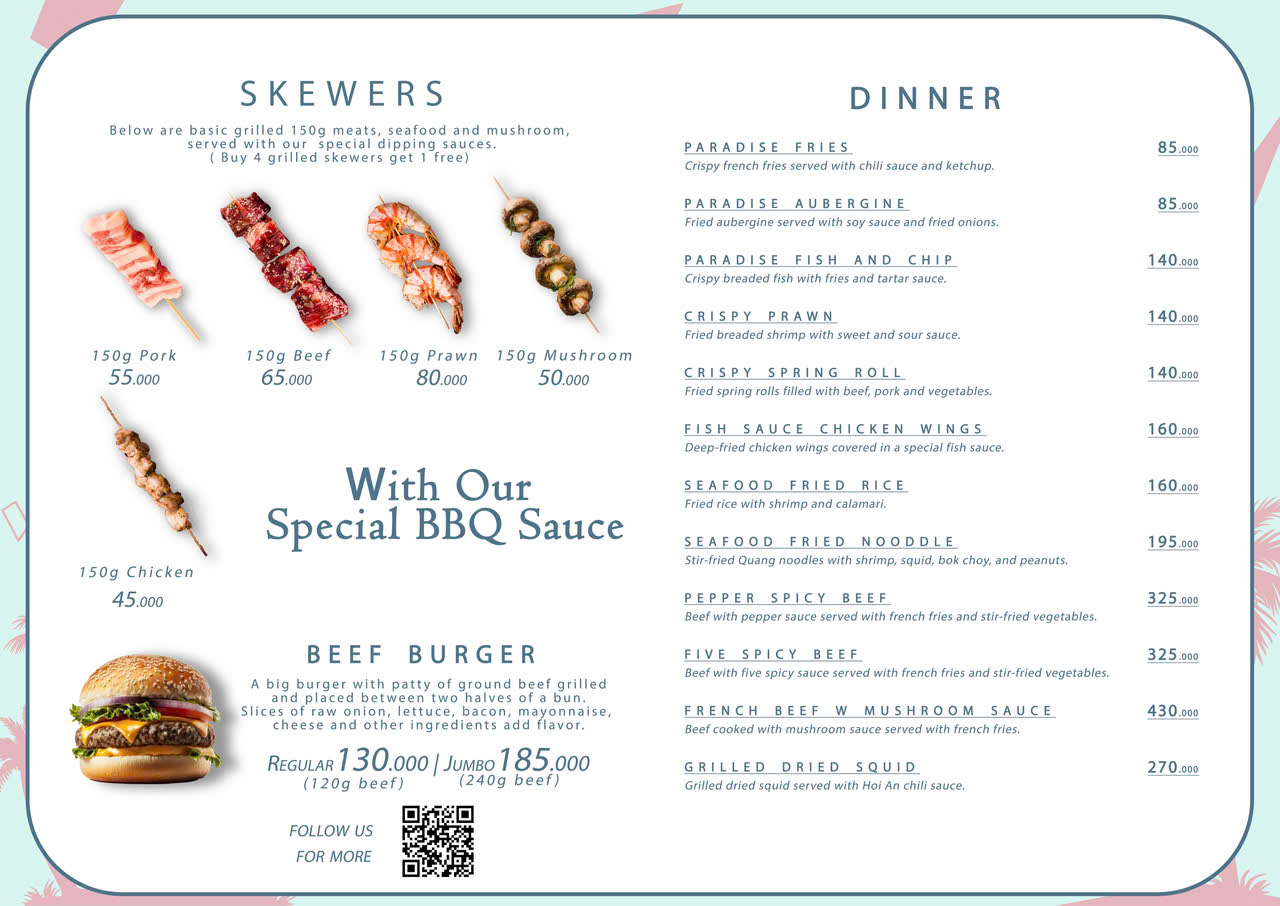 SKEWERS
Below are basic grilled 150g meats, seafood and mushroom,
served with our special dipping sauces.
( Buy 4 grilled skewers get 1 free)
150g Pork
55.000
150g Beef
65.000
150g Prawn
80.000
150g Mushroom
50.000
150g Chicken
45.000
With Our
Special BBQ Sauce
BEEF BURGER
A big burger with patty of ground beef grilled
and placed between two halves of a bun.
Slices of raw onion, lettuce, bacon, mayonnaise,
cheese and other ingredients add flavor.
REGULAR 130.000 | JUMBO 185.000
(120g beef) (240g beef)
FOLLOW US
FOR MORE
DINNER
PARADISE FRIES 85.000
Crispy french fries served with chili sauce and ketchup.
PARADISE AUBERGINE 85.000
Fried aubergine served with soy sauce and fried onions.
PARADISE FISH AND CHIP 140.000
Crispy breaded fish with fries and tartar sauce.
CRISPY PRAWN 140.000
Fried breaded shrimp with sweet and sour sauce.
CRISPY SPRING ROLL 140.000
Fried spring rolls filled with beef, pork and vegetables.
FISH SAUCE CHICKEN WINGS 160.000
Deep-fried chicken wings covered in a special fish sauce.
SEAFOOD FRIED RICE 160.000
Fried rice with shrimp and calamari.
SEAFOOD FRIED NOODDLE 195.000
Stir-fried Quang noodles with shrimp, squid, bok choy, and peanuts.
PEPPER SPICY BEEF 325.000
Beef with pepper sauce served with french fries and stir-fried vegetables.
FIVE SPICY BEEF 325.000
Beef with five spicy sauce served with french fries and stir-fried vegetables.
FRENCH BEEF W MUSHROOM SAUCE 430.000
Beef cooked with mushroom sauce served with french fries.
GRILLED DRIED SQUID 270.000
Grilled dried squid served with Hoi An chili sauce.